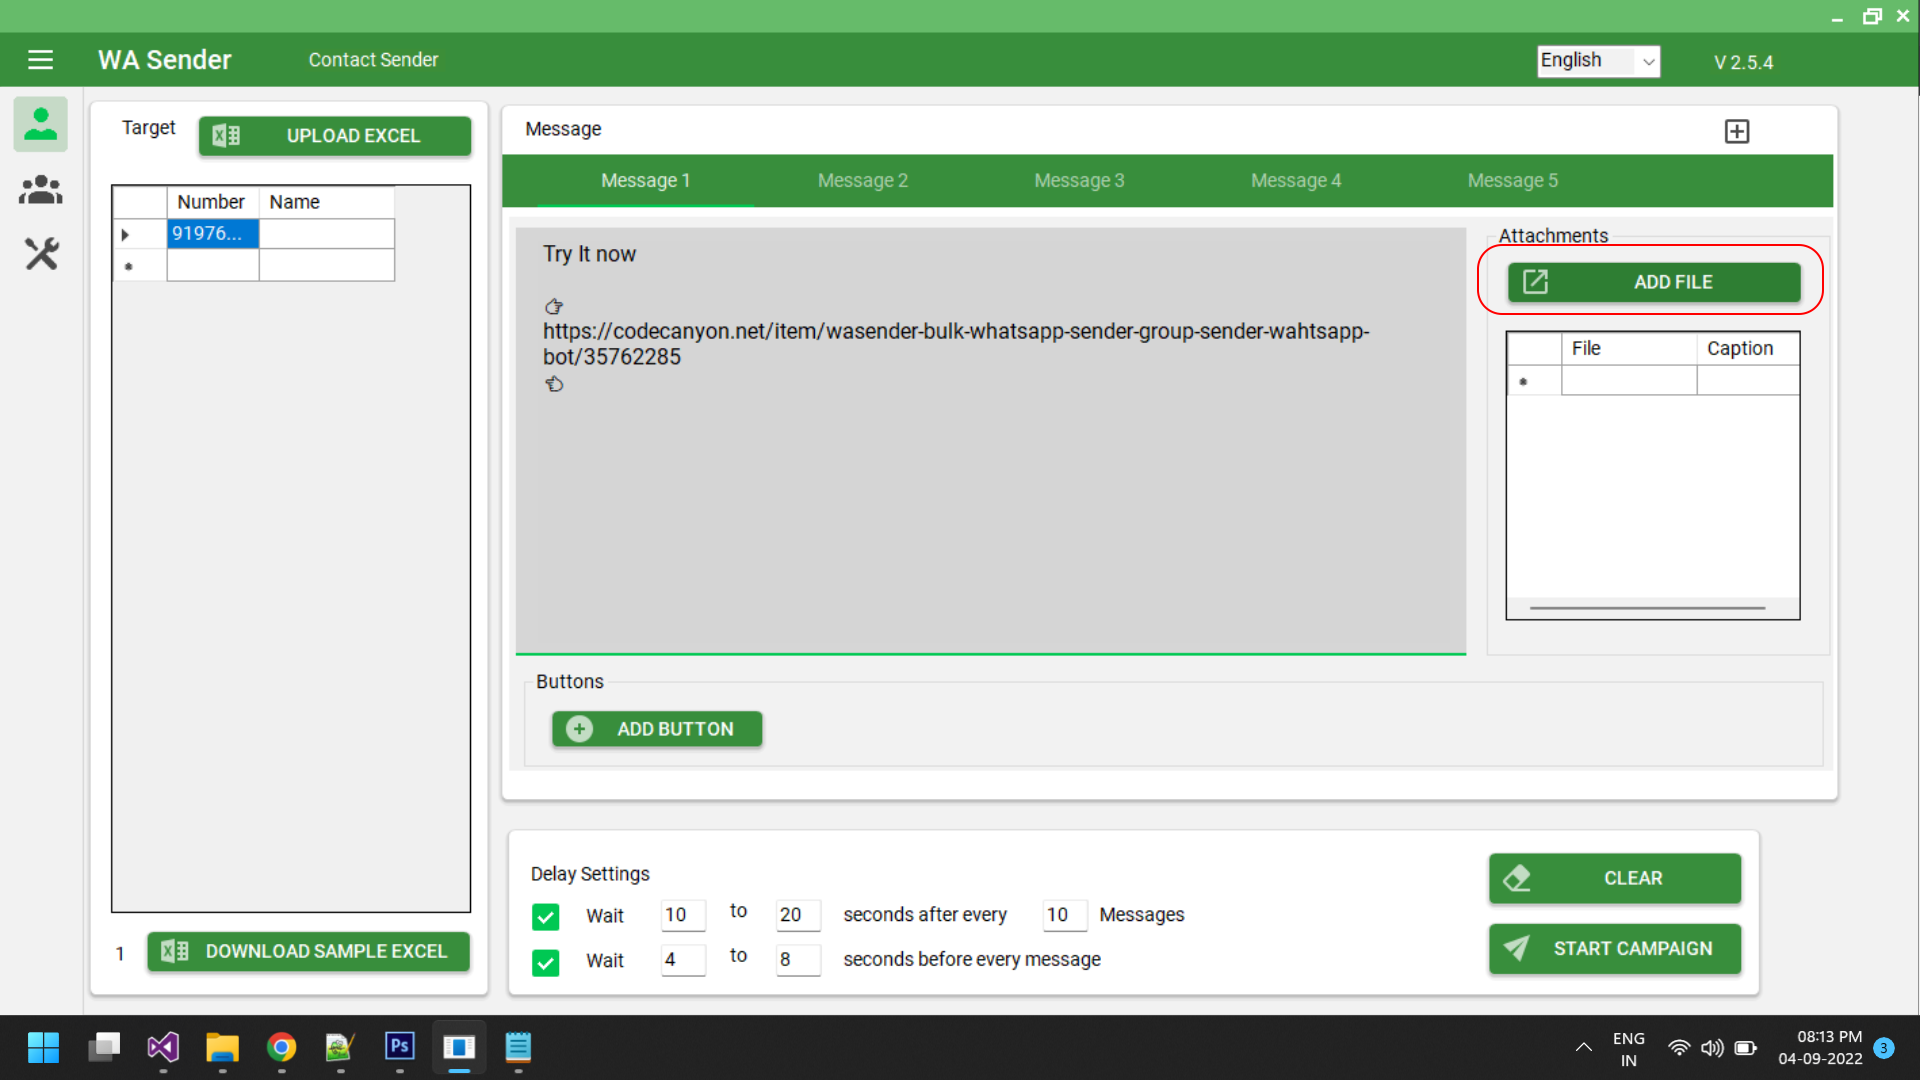 WA Sender
Contact Sender
English
V 2.5.4
Target
UPLOAD EXCEL
Number Name
91976...
1
DOWNLOAD SAMPLE EXCEL
Message
Message 1 Message 2 Message 3 Message 4 Message 5
Try It now
https://codecanyon.net/item/wasender-bulk-whatsapp-sender-group-sender-wahtsapp-
bot/35762285
Attachments
ADD FILE
File Caption
Buttons
ADD BUTTON
Delay Settings
Wait 10 to 20 seconds after every 10 Messages
Wait 4 to 8 seconds before every message
CLEAR
START CAMPAIGN
Ps
ENG
IN
08:13 PM
04-09-2022
3